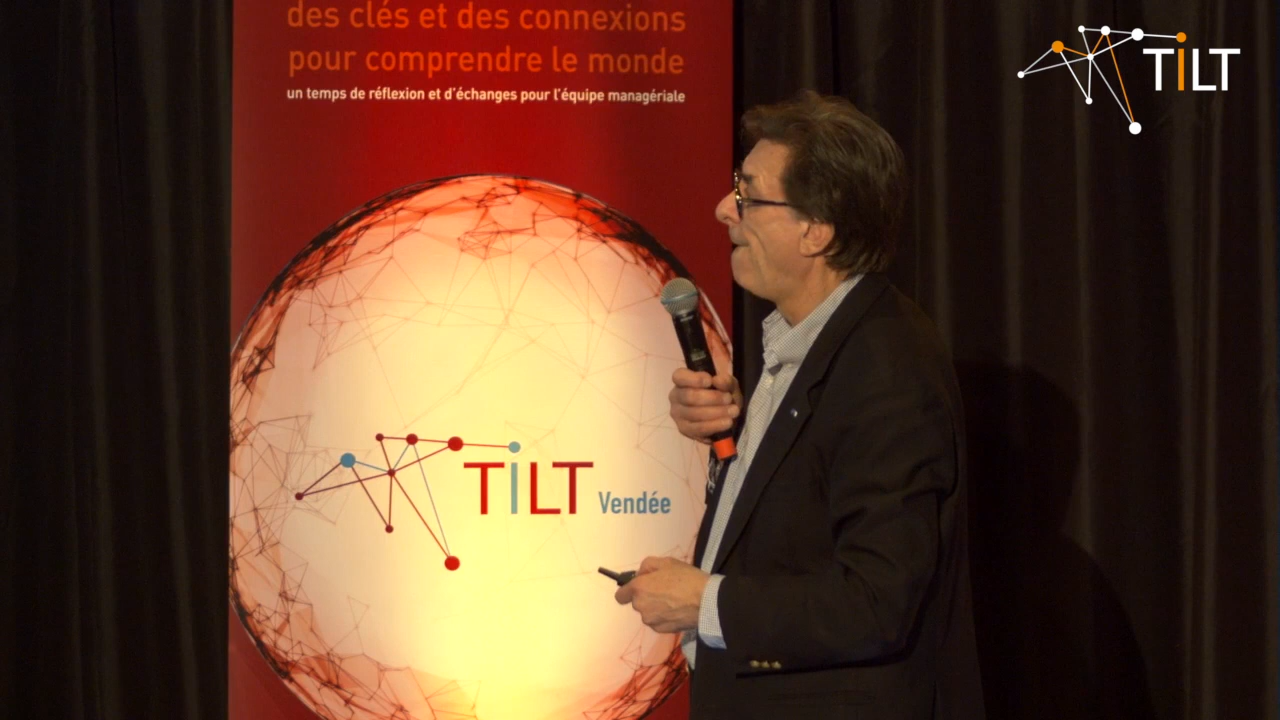 des clés et des connexions
pour comprendre le monde
un temps de réflexion et d'échanges pour l'équipe managériale
TiLT
TiLT Vendée